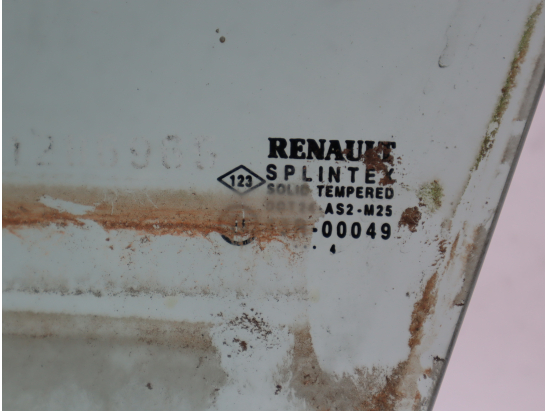 RENAULT
SPLINTEX
123
SOLID TEMPERED
AS2-M25
-00049
. 4